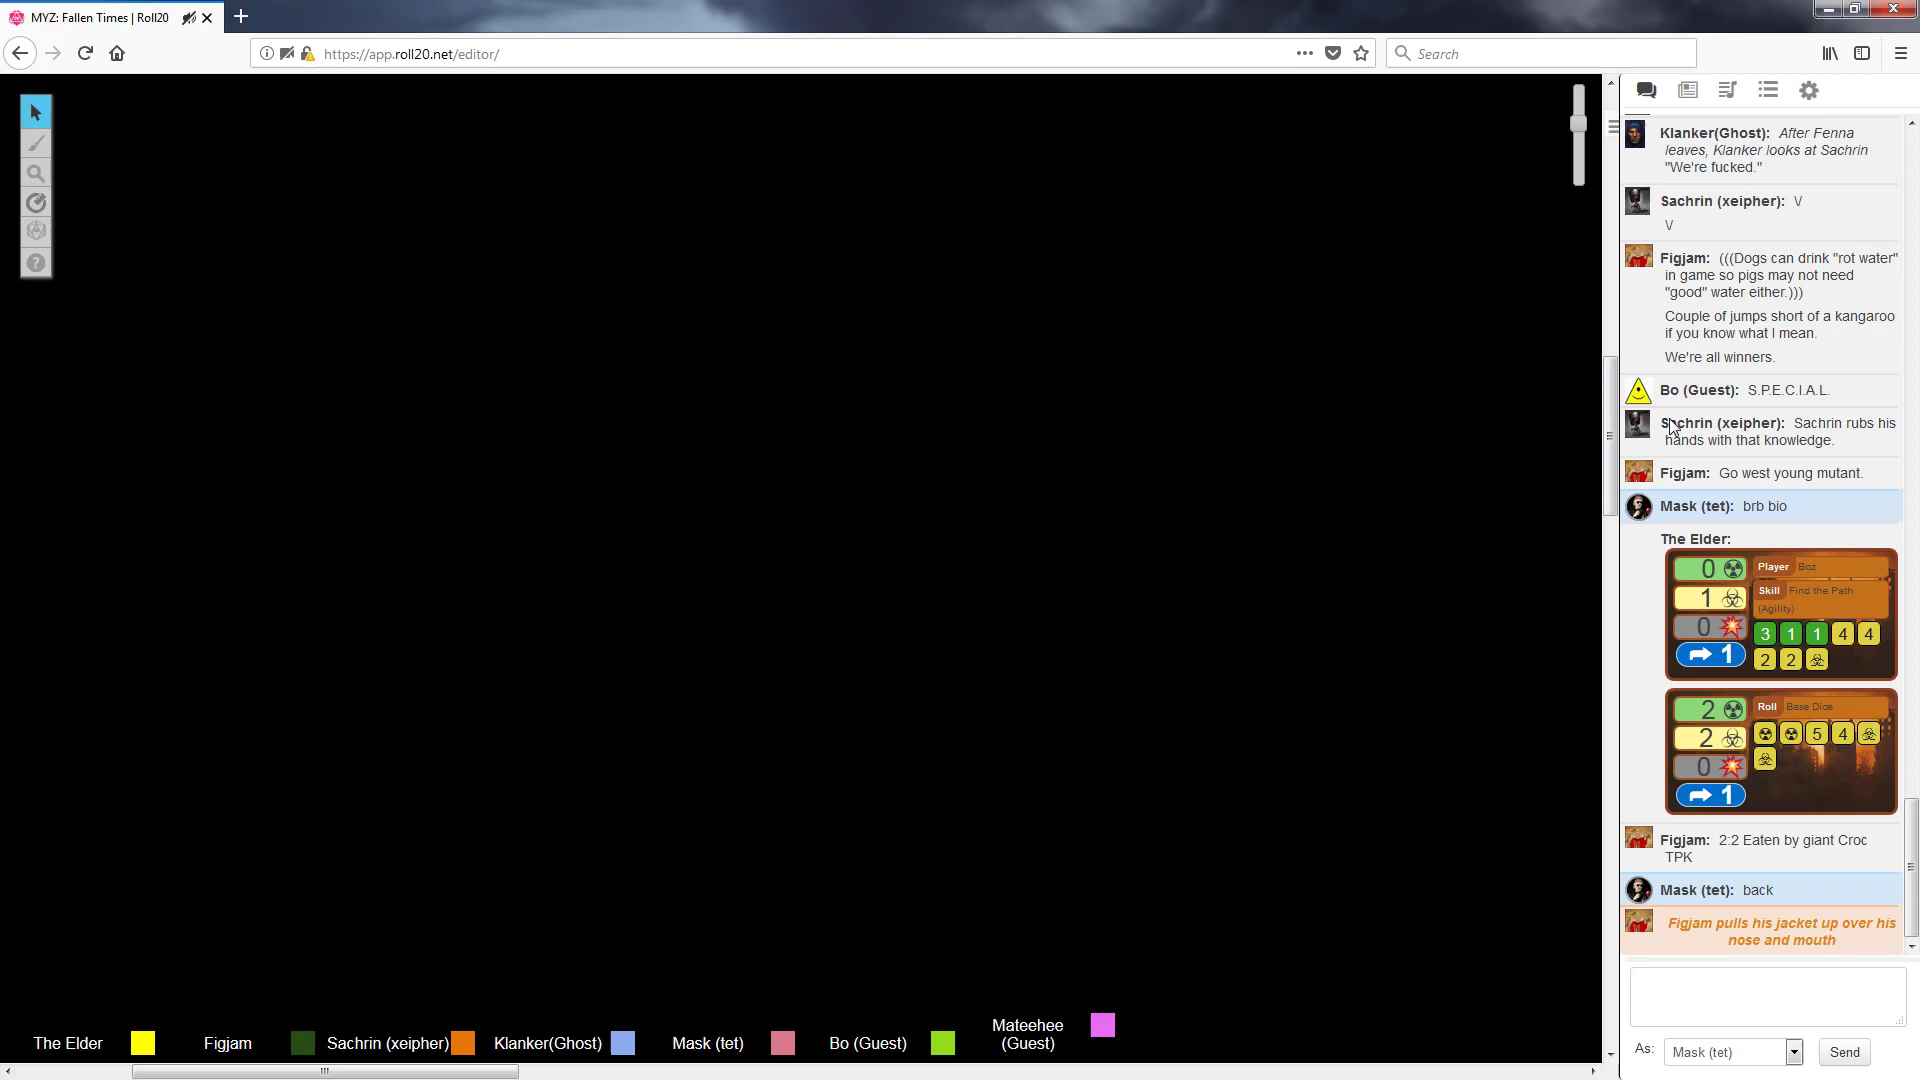 MYZ: Fallen Times | Roll20
https://app.roll20.net/editor/
Search
Klanker(Ghost): After Fenna
leaves, Klanker looks at Sachrin
"We're fucked."
Sachrin (xeipher): \/
\/
Figjam: (((Dogs can drink "rot water"
in game so pigs may not need
"good" water either.)))
Couple of jumps short of a kangaroo
if you know what I mean.
We're all winners.
Bo (Guest): S.P.E.C.I.A.L.
Sachrin (xeipher): Sachrin rubs his
hands with that knowledge.
Figjam: Go west young mutant.
Mask (tet): brb bio
The Elder:
0 Player Boz
1 Skill Find the Path
(Agility)
0 3 1 1 4 4
1 2 2
2 Roll Base Dice
2 5 4
0
1
Figjam: 2:2 Eaten by giant Croc
TPK
Mask (tet): back
Figjam pulls his jacket up over his
nose and mouth
As: Mask (tet) Send
The Elder
Figjam
Sachrin (xeipher)
Klanker(Ghost)
Mask (tet)
Bo (Guest)
Mateehee
(Guest)